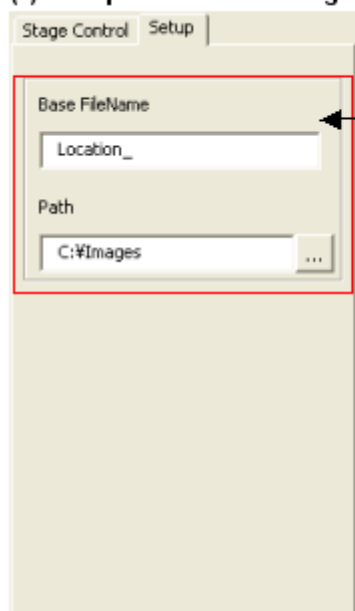 Stage Control Setup
Base FileName
Location_
Path
C:¥Images
...